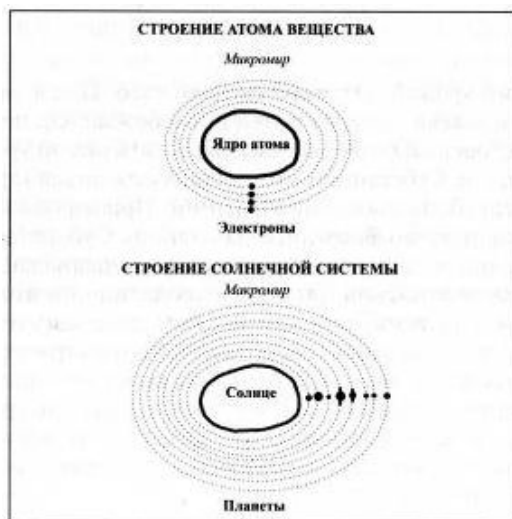 СТРОЕНИЕ АТОМА ВЕЩЕСТВА
Микромир
Ядро атома
Электроны
СТРОЕНИЕ СОЛНЕЧНОЙ СИСТЕМЫ
Макромир
Солнце
Планеты